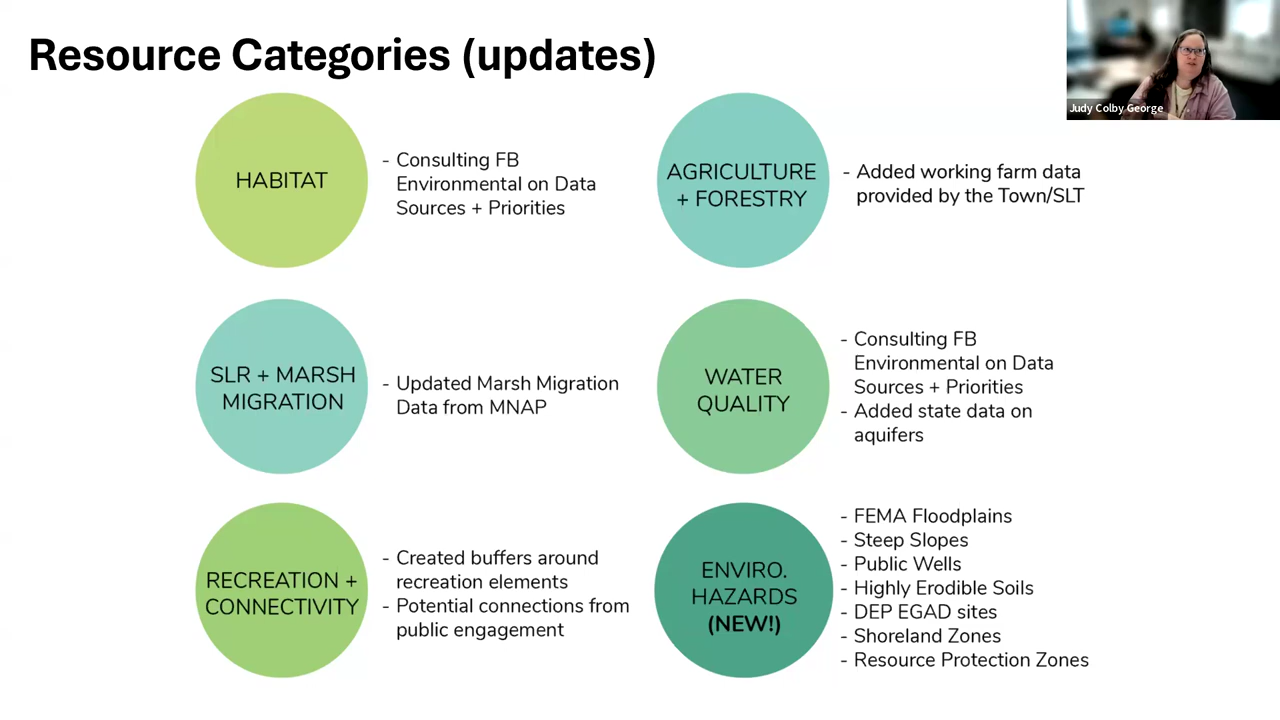 Resource Categories (updates)
Judy Colby George
HABITAT
- Consulting FB
Environmental on Data
Sources + Priorities
AGRICULTURE
+ FORESTRY
- Added working farm data
provided by the Town/SLT
SLR + MARSH
MIGRATION
- Updated Marsh Migration
Data from MNAP
WATER
QUALITY
- Consulting FB
Environmental on Data
Sources + Priorities
- Added state data on
aquifers
RECREATION +
CONNECTIVITY
- Created buffers around
recreation elements
- Potential connections from
public engagement
ENVIRO.
HAZARDS
(NEW!)
- FEMA Floodplains
- Steep Slopes
- Public Wells
- Highly Erodible Soils
- DEP EGAD sites
- Shoreland Zones
- Resource Protection Zones